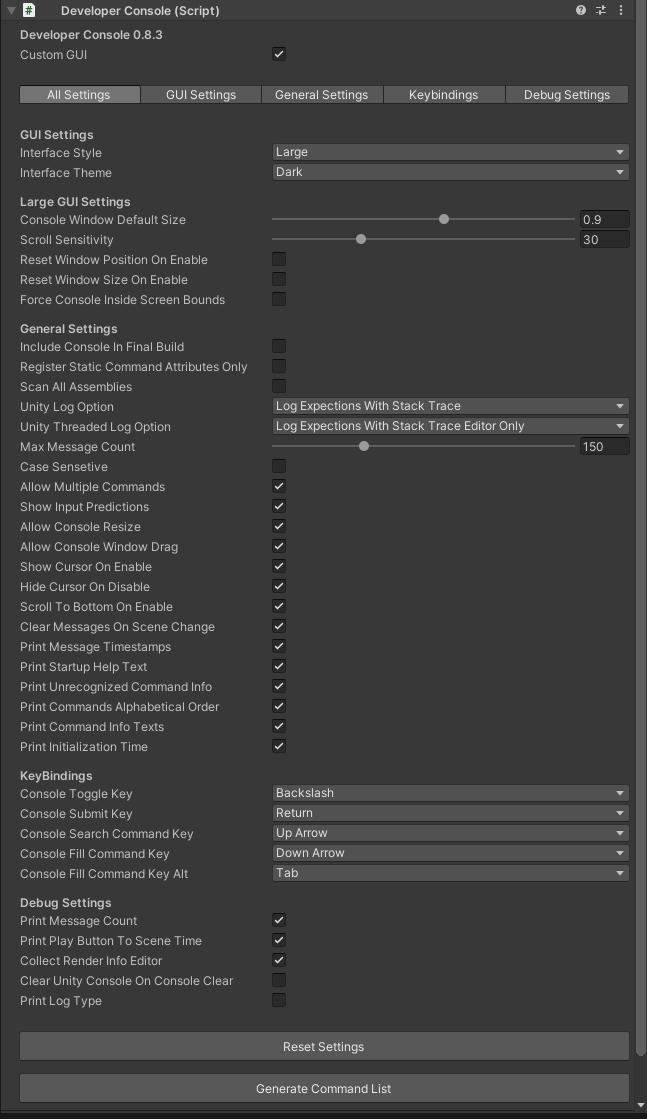 # Developer Console (Script)
Developer Console 0.8.3
Custom GUI
All Settings GUI Settings General Settings Keybindings Debug Settings
GUI Settings
Interface Style Large
Interface Theme Dark
Large GUI Settings
Console Window Default Size 0.9
Scroll Sensitivity 30
Reset Window Position On Enable
Reset Window Size On Enable
Force Console Inside Screen Bounds
General Settings
Include Console In Final Build
Register Static Command Attributes Only
Scan All Assemblies
Unity Log Option Log Expections With Stack Trace
Unity Threaded Log Option Log Expections With Stack Trace Editor Only
Max Message Count 150
Case Sensetive
Allow Multiple Commands
Show Input Predictions
Allow Console Resize
Allow Console Window Drag
Show Cursor On Enable
Hide Cursor On Disable
Scroll To Bottom On Enable
Clear Messages On Scene Change
Print Message Timestamps
Print Startup Help Text
Print Unrecognized Command Info
Print Commands Alphabetical Order
Print Command Info Texts
Print Initialization Time
KeyBindings
Console Toggle Key Backslash
Console Submit Key Return
Console Search Command Key Up Arrow
Console Fill Command Key Down Arrow
Console Fill Command Key Alt Tab
Debug Settings
Print Message Count
Print Play Button To Scene Time
Collect Render Info Editor
Clear Unity Console On Console Clear
Print Log Type
Reset Settings
Generate Command List